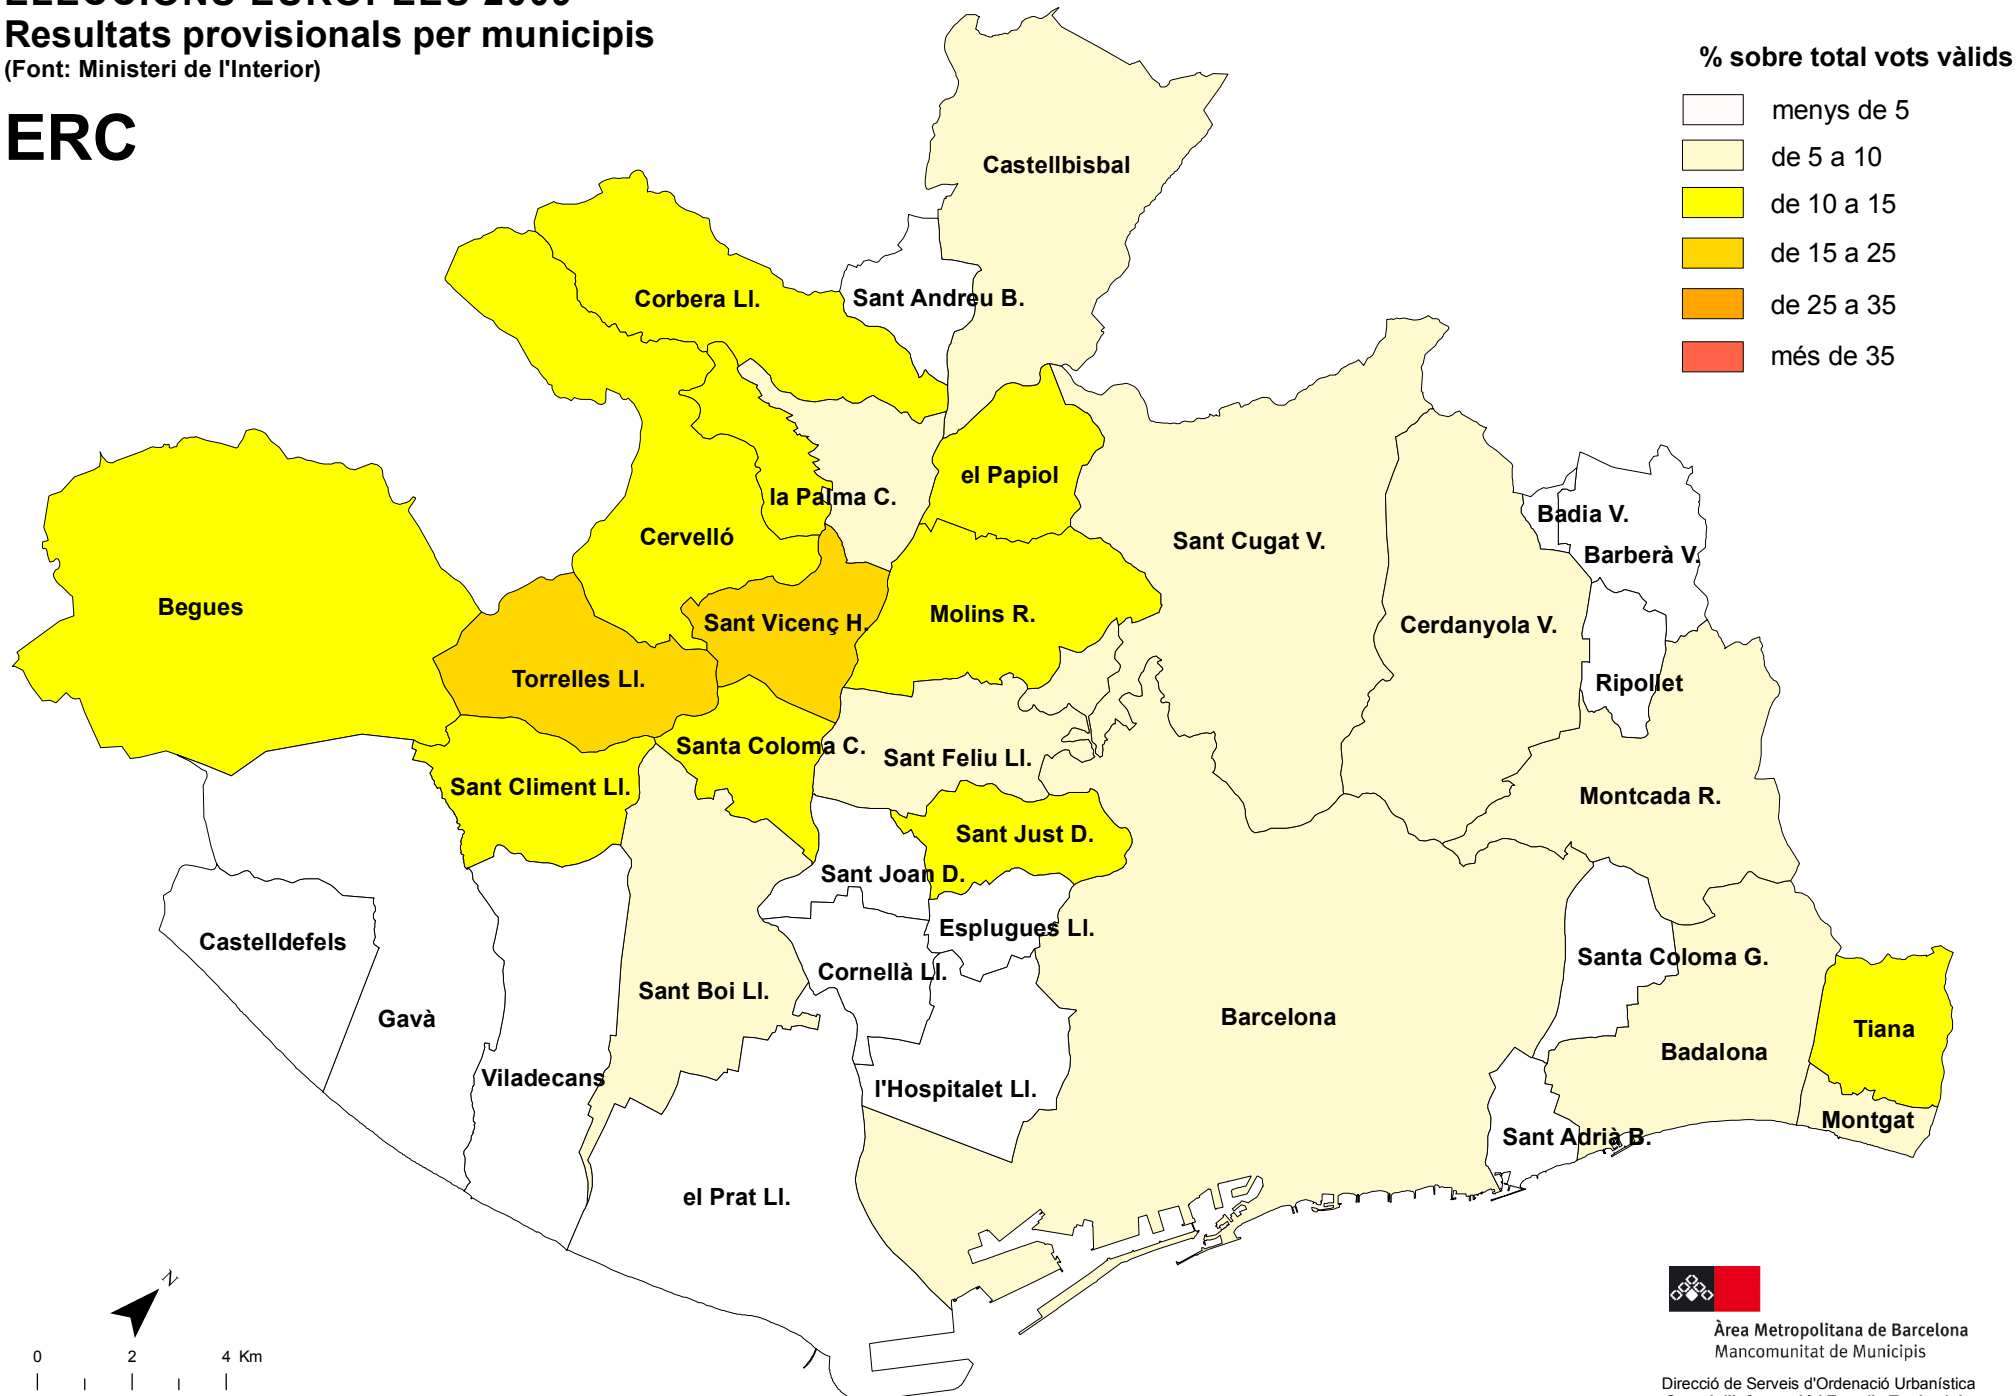 ELECCIONS EUROPEES 2009
Resultats provisionals per municipis
(Font: Ministeri de l'Interior)
ERC
% sobre total vots vàlids
menys de 5
de 5 a 10
de 10 a 15
de 15 a 25
de 25 a 35
més de 35
Castellbisbal
Corbera Ll.
Sant Andreu B.
el Papiol
la Palma C.
Cervelló
Sant Cugat V.
Badia V.
Barberà V.
Begues
Sant Vicenç H.
Molins R.
Cerdanyola V.
Torrelles Ll.
Ripollet
Santa Coloma C.
Sant Feliu Ll.
Sant Climent Ll.
Montcada R.
Sant Just D.
Sant Joan D.
Castelldefels
Esplugues Ll.
Santa Coloma G.
Cornellà Ll.
Sant Boi Ll.
Gavà
Barcelona
Tiana
Badalona
Viladecans
l'Hospitalet Ll.
Montgat
Sant Adrià B.
el Prat Ll.
N
0 2 4 Km
Àrea Metropolitana de Barcelona
Mancomunitat de Municipis
Direcció de Serveis d'Ordenació Urbanística